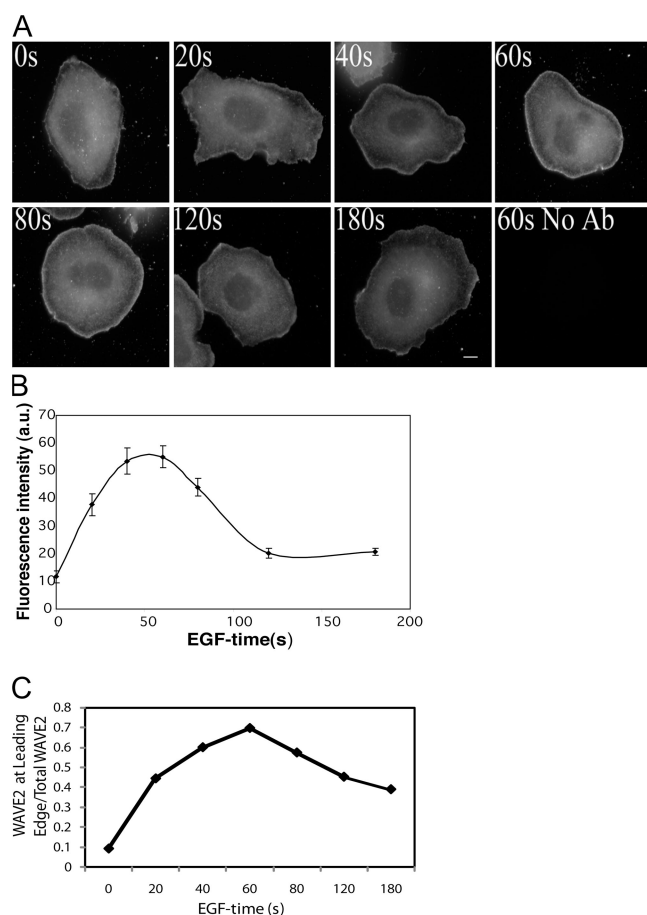 A
0s
20s
40s
60s
80s
120s
180s
60s No Ab
B
Fluorescence intensity (a.u.)
70
60
50
40
30
20
10
0
0 50 100 150 200
EGF-time(s)
C
WAVE2 at Leading
Edge/Total WAVE2
0.8
0.7
0.6
0.5
0.4
0.3
0.2
0.1
0
0 20 40 60 80 120 180
EGF-time (s)